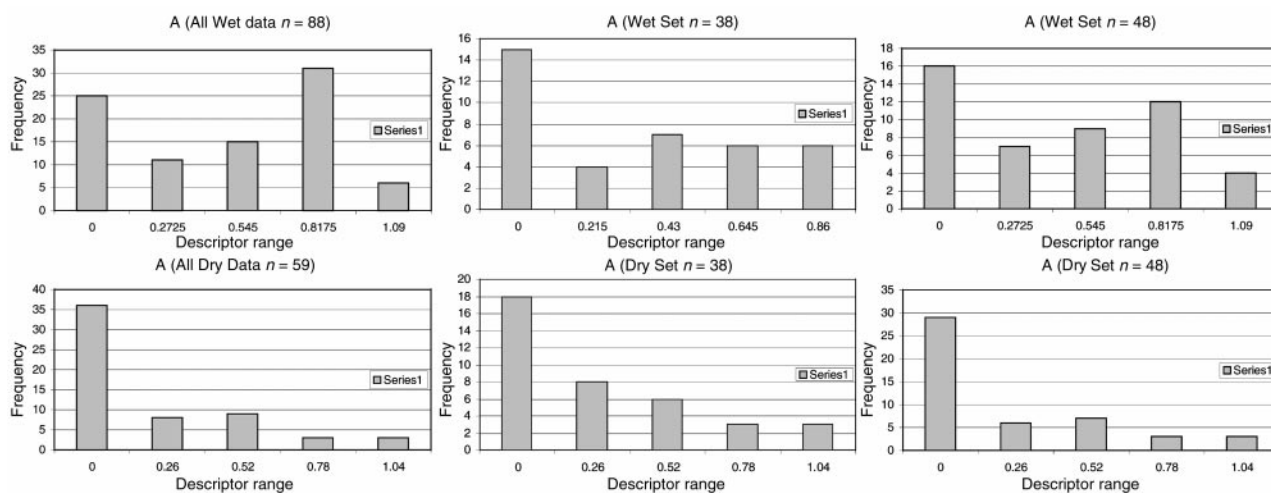 A (All Wet data n = 88)
35
30
25
20
15
10
5
0
Frequency
Series1
0 0.2725 0.545 0.8175 1.09
Descriptor range
A (Wet Set n = 38)
16
14
12
10
8
6
4
2
0
Frequency
Series1
0 0.215 0.43 0.645 0.86
Descriptor range
A (Wet Set n = 48)
18
16
14
12
10
8
6
4
2
0
Frequency
Series1
0 0.2725 0.545 0.8175 1.09
Descriptor range
A (All Dry Data n = 59)
40
35
30
25
20
15
10
5
0
Frequency
Series1
0 0.26 0.52 0.78 1.04
Descriptor range
A (Dry Set n = 38)
20
18
16
14
12
10
8
6
4
2
0
Frequency
Series1
0 0.26 0.52 0.78 1.04
Descriptor range
A (Dry Set n = 48)
35
30
25
20
15
10
5
0
Frequency
Series1
0 0.26 0.52 0.78 1.04
Descriptor range